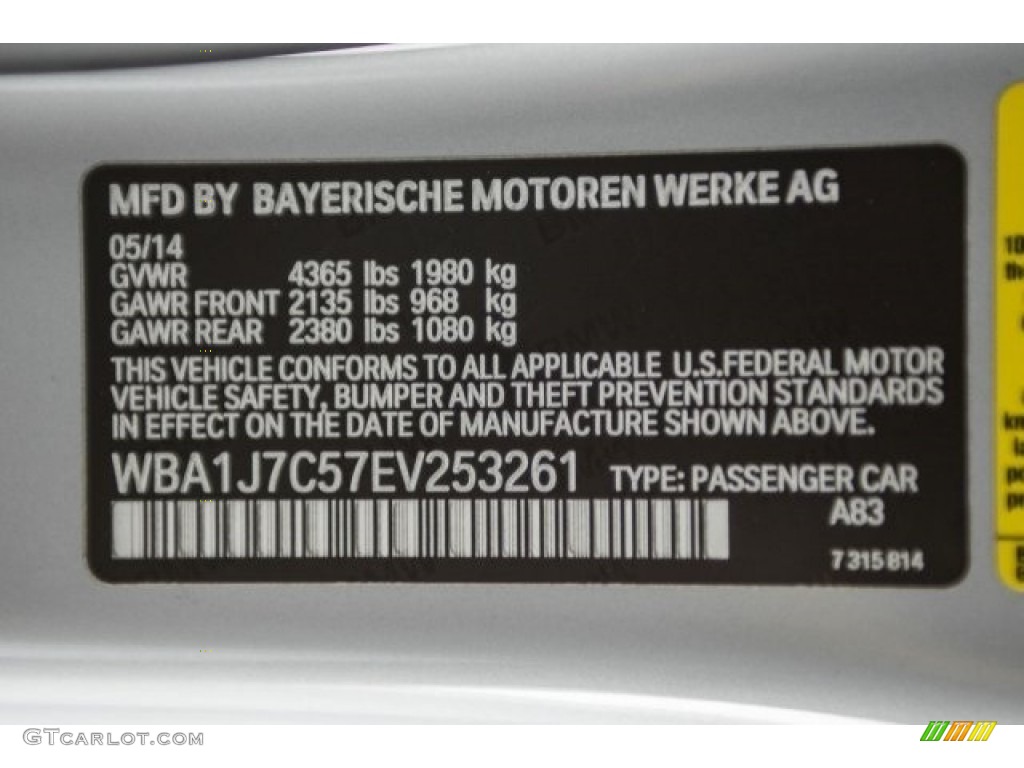 MFD BY BAYERISCHE MOTOREN WERKE AG
05/14
GVWR 4365 lbs 1980 kg
GAWR FRONT 2135 lbs 968 kg
GAWR REAR 2380 lbs 1080 kg
THIS VEHICLE CONFORMS TO ALL APPLICABLE U.S.FEDERAL MOTOR
VEHICLE SAFETY, BUMPER AND THEFT PREVENTION STANDARDS
IN EFFECT ON THE DATE OF MANUFACTURE SHOWN ABOVE.
WBA1J7C57EV253261 TYPE: PASSENGER CAR
A83
7 315 814
GTCarLot.com